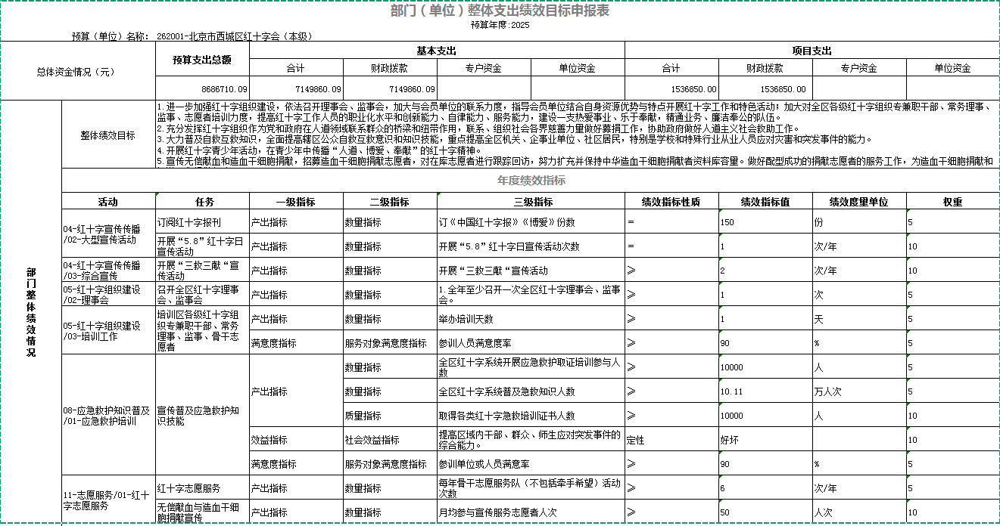 部门（单位）整体支出绩效目标申报表
预算年度:2025
预算（单位）名称： 262001-北京市西城区红十字会（本级）
总体资金情况（元）
预算支出总额
基本支出
项目支出
合计 财政拨款 专户资金 单位资金 合计 财政拨款 专户资金 单位资金
8686710.09 7149860.09 7149860.09 1536850.00 1536850.00
部门整体绩效情况
整体绩效目标
1.进一步加强红十字组织建设，依法召开理事会、监事会，加大与会员单位的联系力度，指导会员单位结合自身资源优势与特点开展红十字工作和特色活动；加大对全区各级红十字组织专兼职干部、常务理事、
监事、志愿者培训力度，提高红十字工作人员的职业化水平和创新能力、自律能力、服务能力，建设一支热爱事业、乐于奉献，精通业务、廉洁奉公的队伍。
2.充分发挥红十字组织作为党和政府在人道领域联系群众的桥梁和纽带作用，联系、组织社会各界慈善力量做好募捐工作，协助政府做好人道主义社会救助工作。
3.大力普及自救互救知识，全面提高辖区公众自救互救意识和知识技能，重点提高全区机关、企事业单位、社区居民，特别是学校和特殊行业从业人员应对灾害和突发事件的能力。
4.开展红十字青少年活动，在青少年中传播“人道、博爱、奉献”的红十字精神。
5.宣传无偿献血和造血干细胞捐献，招募造血干细胞捐献志愿者，对在库志愿者进行跟踪回访，努力扩充并保持中华造血干细胞捐献者资料库容量。做好配型成功的捐献志愿者的服务工作，为造血干细胞捐献和
年度绩效指标
活动 任务 一级指标 二级指标 三级指标 绩效指标性质 绩效指标值 绩效度量单位 权重
04-红十字宣传传播
/02-大型宣传活动
订阅红十字报刊 产出指标 数量指标 订《中国红十字报》《博爱》份数 ＝ 150 份 5
开展“5.8”红十字日
宣传活动
产出指标 数量指标 开展“5.8”红十字日宣传活动次数 ＝ 1 次/年 10
04-红十字宣传传播
/03-综合宣传
开展“三救三献“宣
传活动
产出指标 数量指标 开展“三救三献“宣传活动 ≥ 2 次/年 10
05-红十字组织建设
/02-理事会
召开全区红十字理事
会、监事会
产出指标 数量指标
1.全年至少召开一次全区红十字理事会、监事
会。
≥ 1 次 5
05-红十字组织建设
/03-培训工作
培训区各级红十字组
织专兼职干部、常务
理事、监事、骨干志
愿者
产出指标 数量指标 举办培训天数 ≥ 1 天 5
满意度指标 服务对象满意度指标 参训人员满意度率 ≥ 90 % 5
08-应急救护知识普及
/01-应急救护培训
宣传普及应急救护知
识技能
产出指标
数量指标
全区红十字系统开展应急救护取证培训参与人
数
≥ 10000 人 5
数量指标 全区红十字系统普及急救知识人数 ≥ 10.11 万人次 5
质量指标 取得各类红十字急救培训证书人数 ≥ 10000 人 10
效益指标 社会效益指标
提高区域内干部、群众、师生应对突发事件的
综合能力。
定性 好坏 10
满意度指标 服务对象满意度指标 参训单位或人员满意率 ≥ 90 % 5
11-志愿服务/01-红十
字志愿服务
红十字志愿服务 产出指标 数量指标
每年骨干志愿服务队（不包括牵手希望）活动
次数
≥ 6 次/年 5
无偿献血与造血干细
胞捐献宣传
产出指标 数量指标 月均参与宣传服务志愿者人次 ≥ 50 人次 10